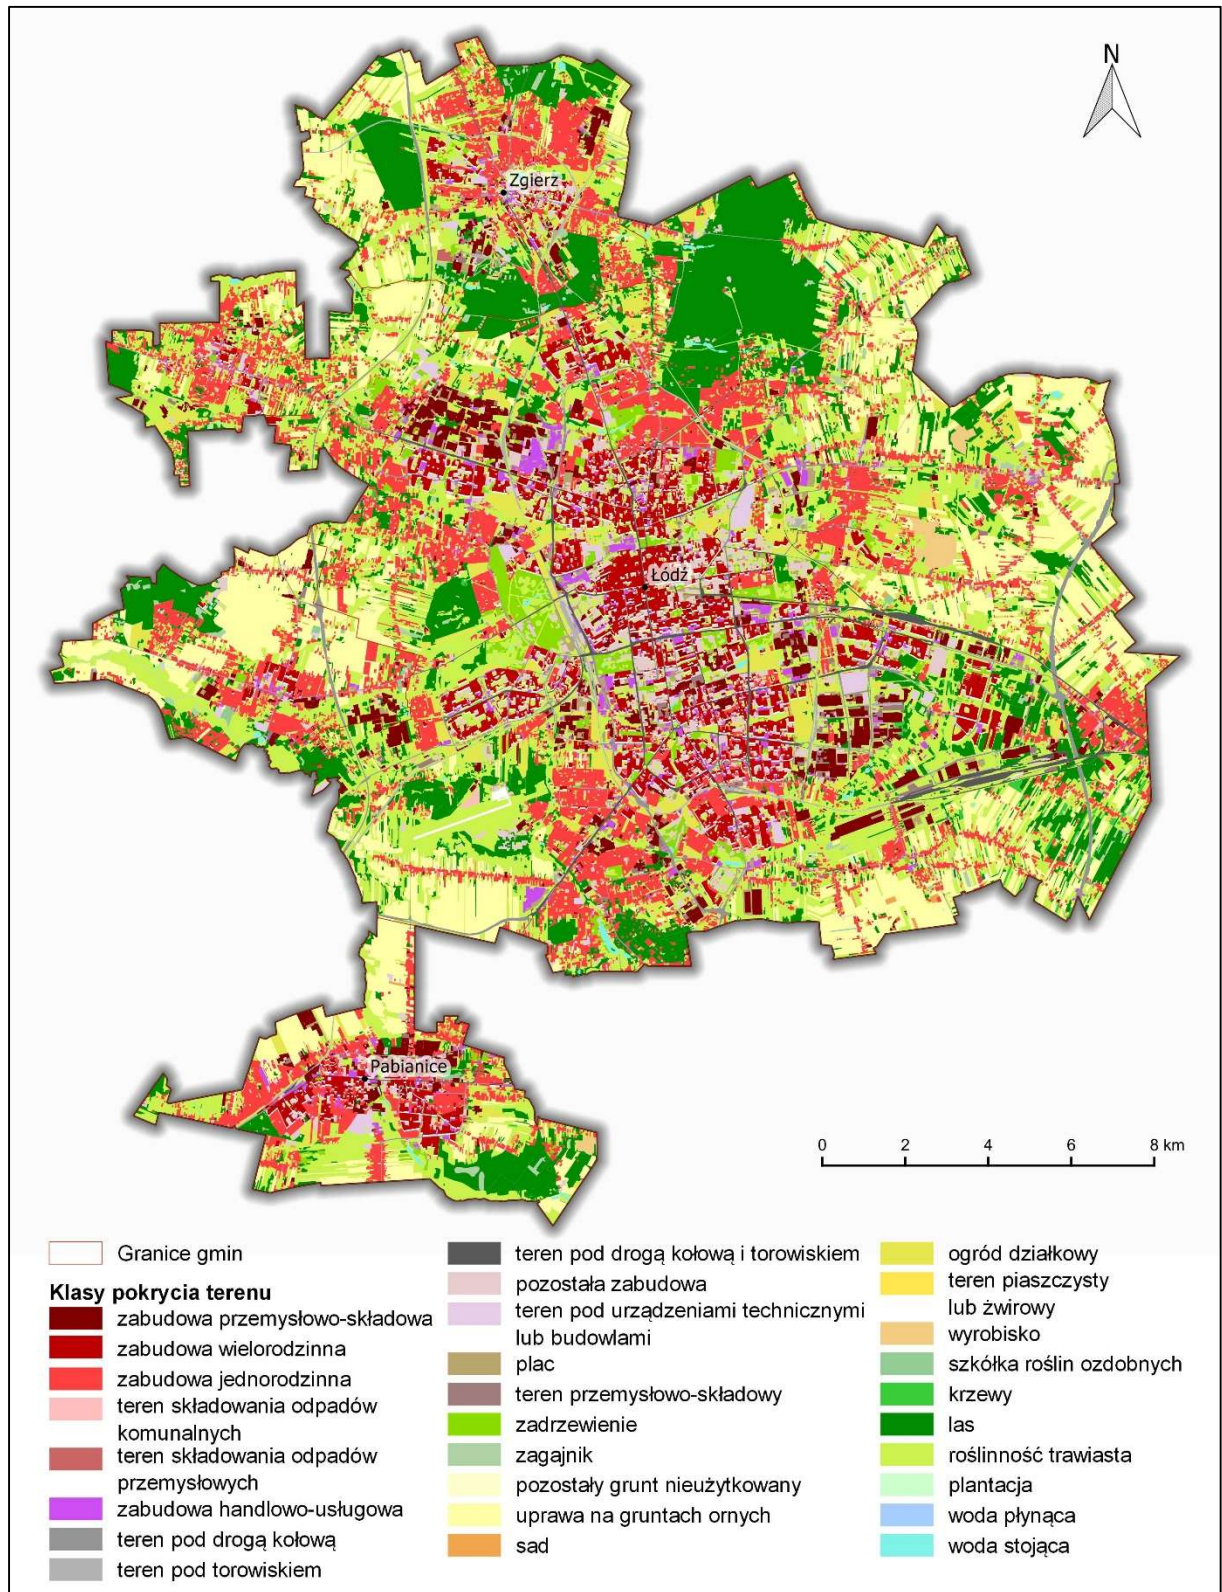 N
Zgierz
Łódź
Pabianice
0 2 4 6 8 km
Granice gmin
Klasy pokrycia terenu
zabudowa przemysłowo-składowa
zabudowa wielorodzinna
zabudowa jednorodzinna
teren składowania odpadów
komunalnych
teren składowania odpadów
przemysłowych
zabudowa handlowo-usługowa
teren pod drogą kołową
teren pod torowiskiem
teren pod drogą kołową i torowiskiem
pozostała zabudowa
teren pod urządzeniami technicznymi
lub budowlami
plac
teren przemysłowo-składowy
zadrzewienie
zagajnik
pozostały grunt nieużytkowany
uprawa na gruntach ornych
sad
ogród działkowy
teren piaszczysty
lub żwirowy
wyrobisko
szkółka roślin ozdobnych
krzewy
las
roślinność trawiasta
plantacja
woda płynąca
woda stojąca